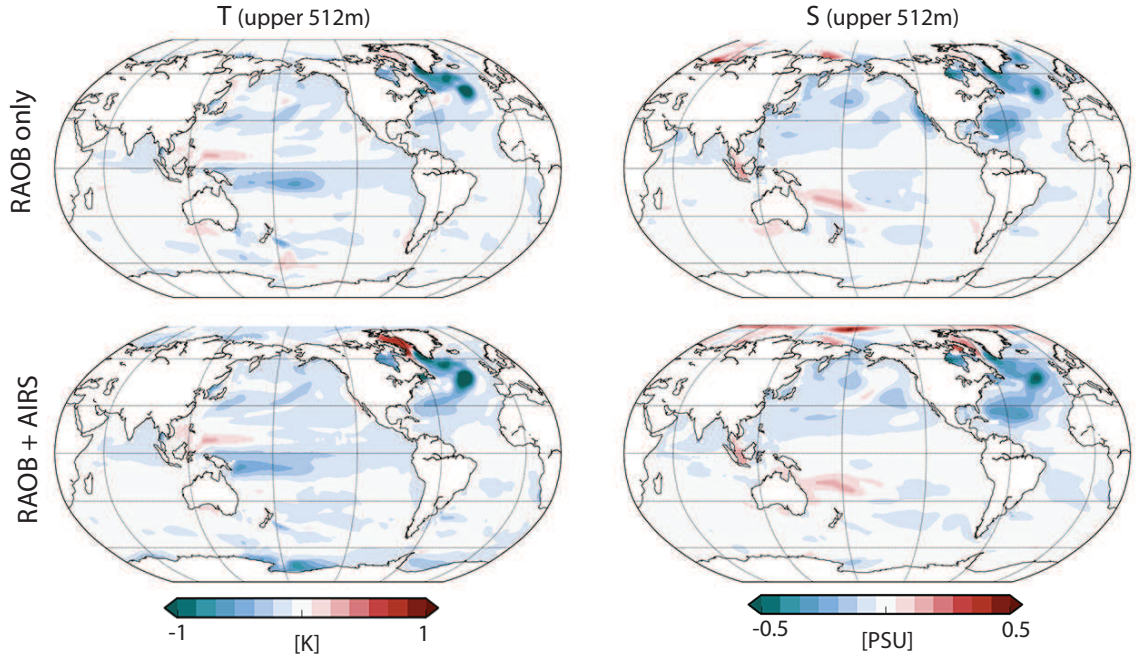 T (upper 512m)
S (upper 512m)
RAOB only
RAOB + AIRS
-1
[K]
1
-0.5
[PSU]
0.5